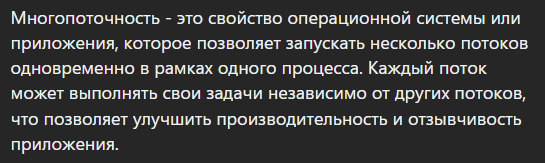 Многопоточность - это свойство операционной системы или
приложения, которое позволяет запускать несколько потоков
одновременно в рамках одного процесса. Каждый поток
может выполнять свои задачи независимо от других потоков,
что позволяет улучшить производительность и отзывчивость
приложения.